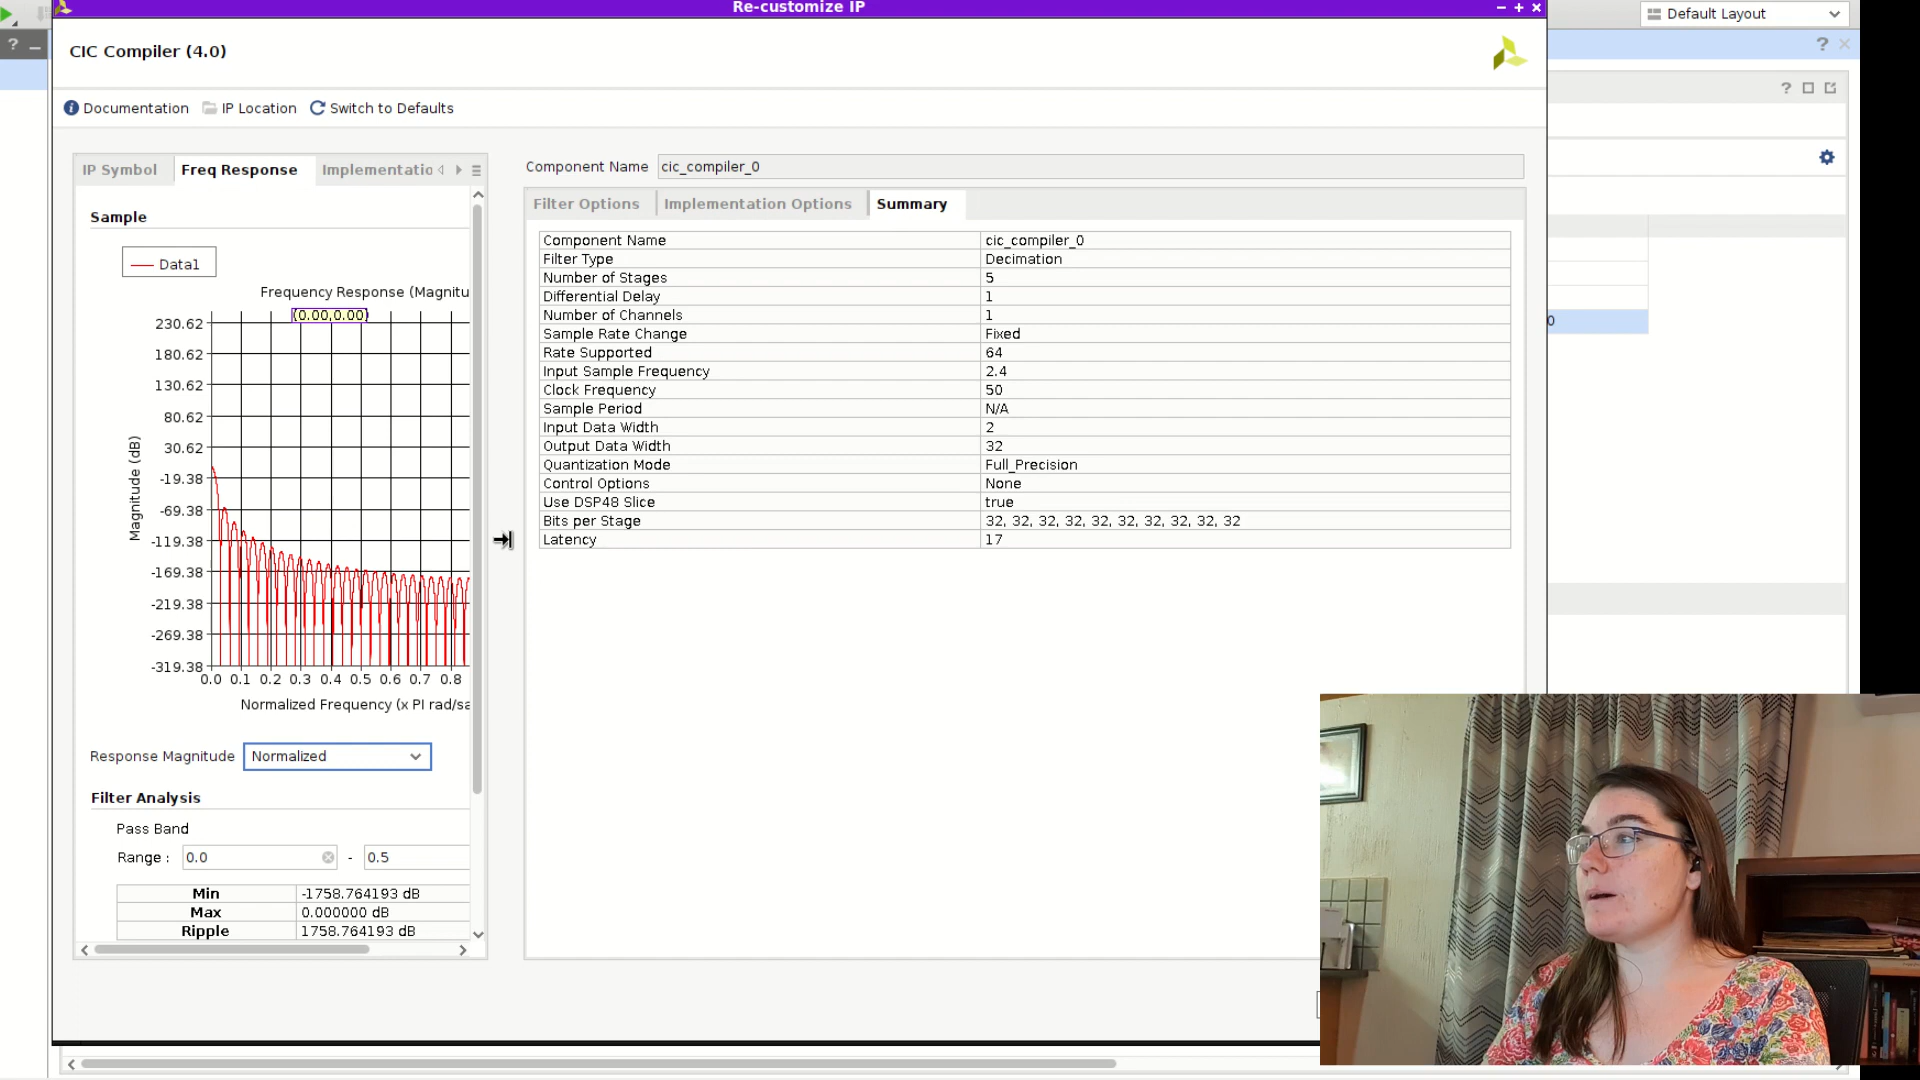 Re-customize IP
Default Layout
CIC Compiler (4.0)
Documentation
IP Location
Switch to Defaults
IP Symbol
Freq Response
Implementatio
Sample
Data1
Frequency Response (Magnitu
(0.00,0.00)
230.62
180.62
130.62
80.62
30.62
-19.38
-69.38
-119.38
-169.38
-219.38
-269.38
-319.38
Magnitude (dB)
0.0 0.1 0.2 0.3 0.4 0.5 0.6 0.7 0.8
Normalized Frequency (x PI rad/sa
Response Magnitude Normalized
Filter Analysis
Pass Band
Range : 0.0 - 0.5
Min -1758.764193 dB
Max 0.000000 dB
Ripple 1758.764193 dB
Component Name cic_compiler_0
Filter Options
Implementation Options
Summary
Component Name cic_compiler_0
Filter Type Decimation
Number of Stages 5
Differential Delay 1
Number of Channels 1
Sample Rate Change Fixed
Rate Supported 64
Input Sample Frequency 2.4
Clock Frequency 50
Sample Period N/A
Input Data Width 2
Output Data Width 32
Quantization Mode Full_Precision
Control Options None
Use DSP48 Slice true
Bits per Stage 32, 32, 32, 32, 32, 32, 32, 32, 32, 32
Latency 17
0